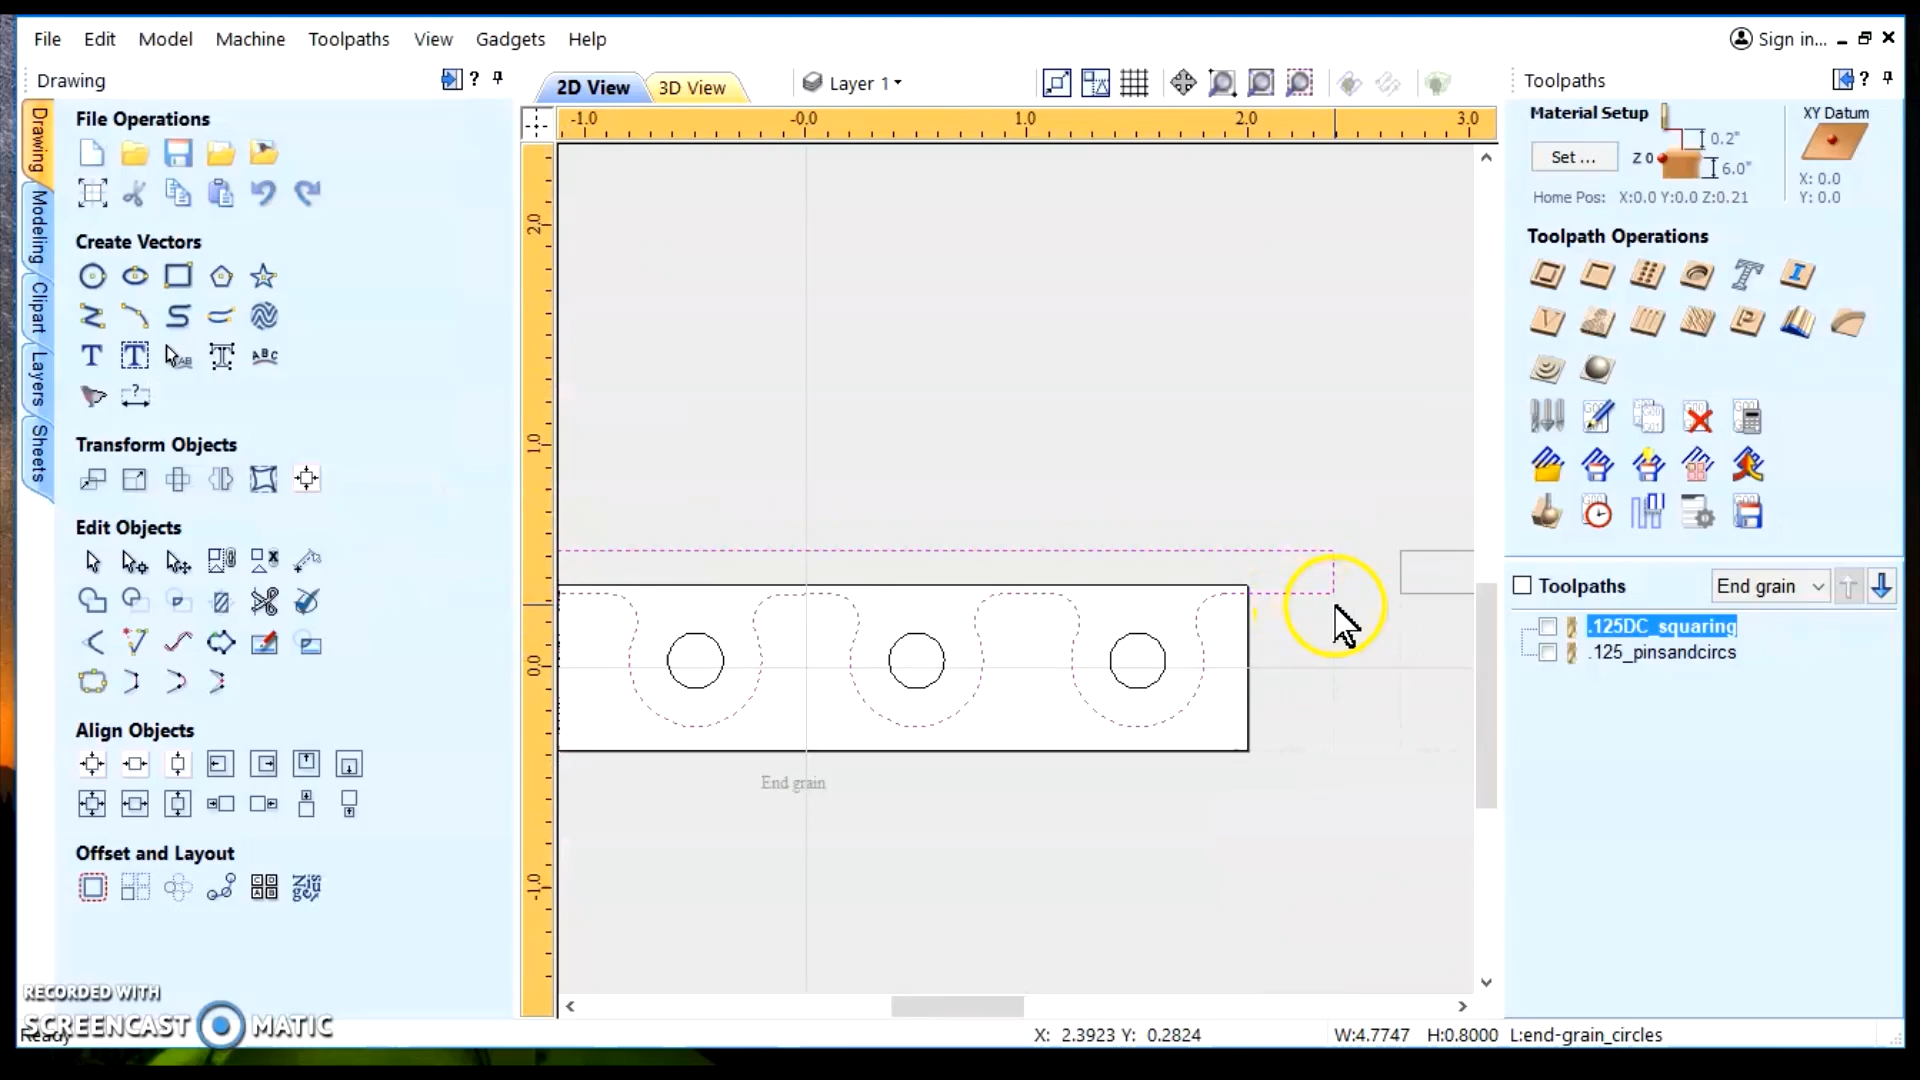 File Edit Model Machine Toolpaths View Gadgets Help
Sign in...
Drawing
?
2D View
3D View
Layer 1
Toolpaths
?
Drawing
Modeling
Clipart
Layers
Sheets
File Operations
Create Vectors
Transform Objects
Edit Objects
Align Objects
Offset and Layout
-1.0 -0.0 1.0 2.0 3.0
2.0
1.0
0.0
-1.0
End grain
Material Setup
Set ...
Z 0
0.2"
6.0"
XY Datum
X: 0.0
Y: 0.0
Home Pos: X:0.0 Y:0.0 Z:0.21
Toolpath Operations
Toolpaths
End grain
.125DC_squaring
.125_pinsandcircs
RECORDED WITH
SCREENCAST MATIC
Ready
X: 2.3923 Y: 0.2824
W:4.7747 H:0.8000 L:end-grain_circles